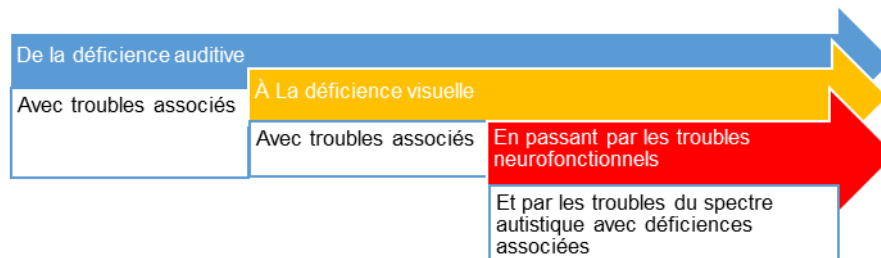 De la déficience auditive
Avec troubles associés
À La déficience visuelle
Avec troubles associés
En passant par les troubles
neurofonctionnels
Et par les troubles du spectre
autistique avec déficiences
associées